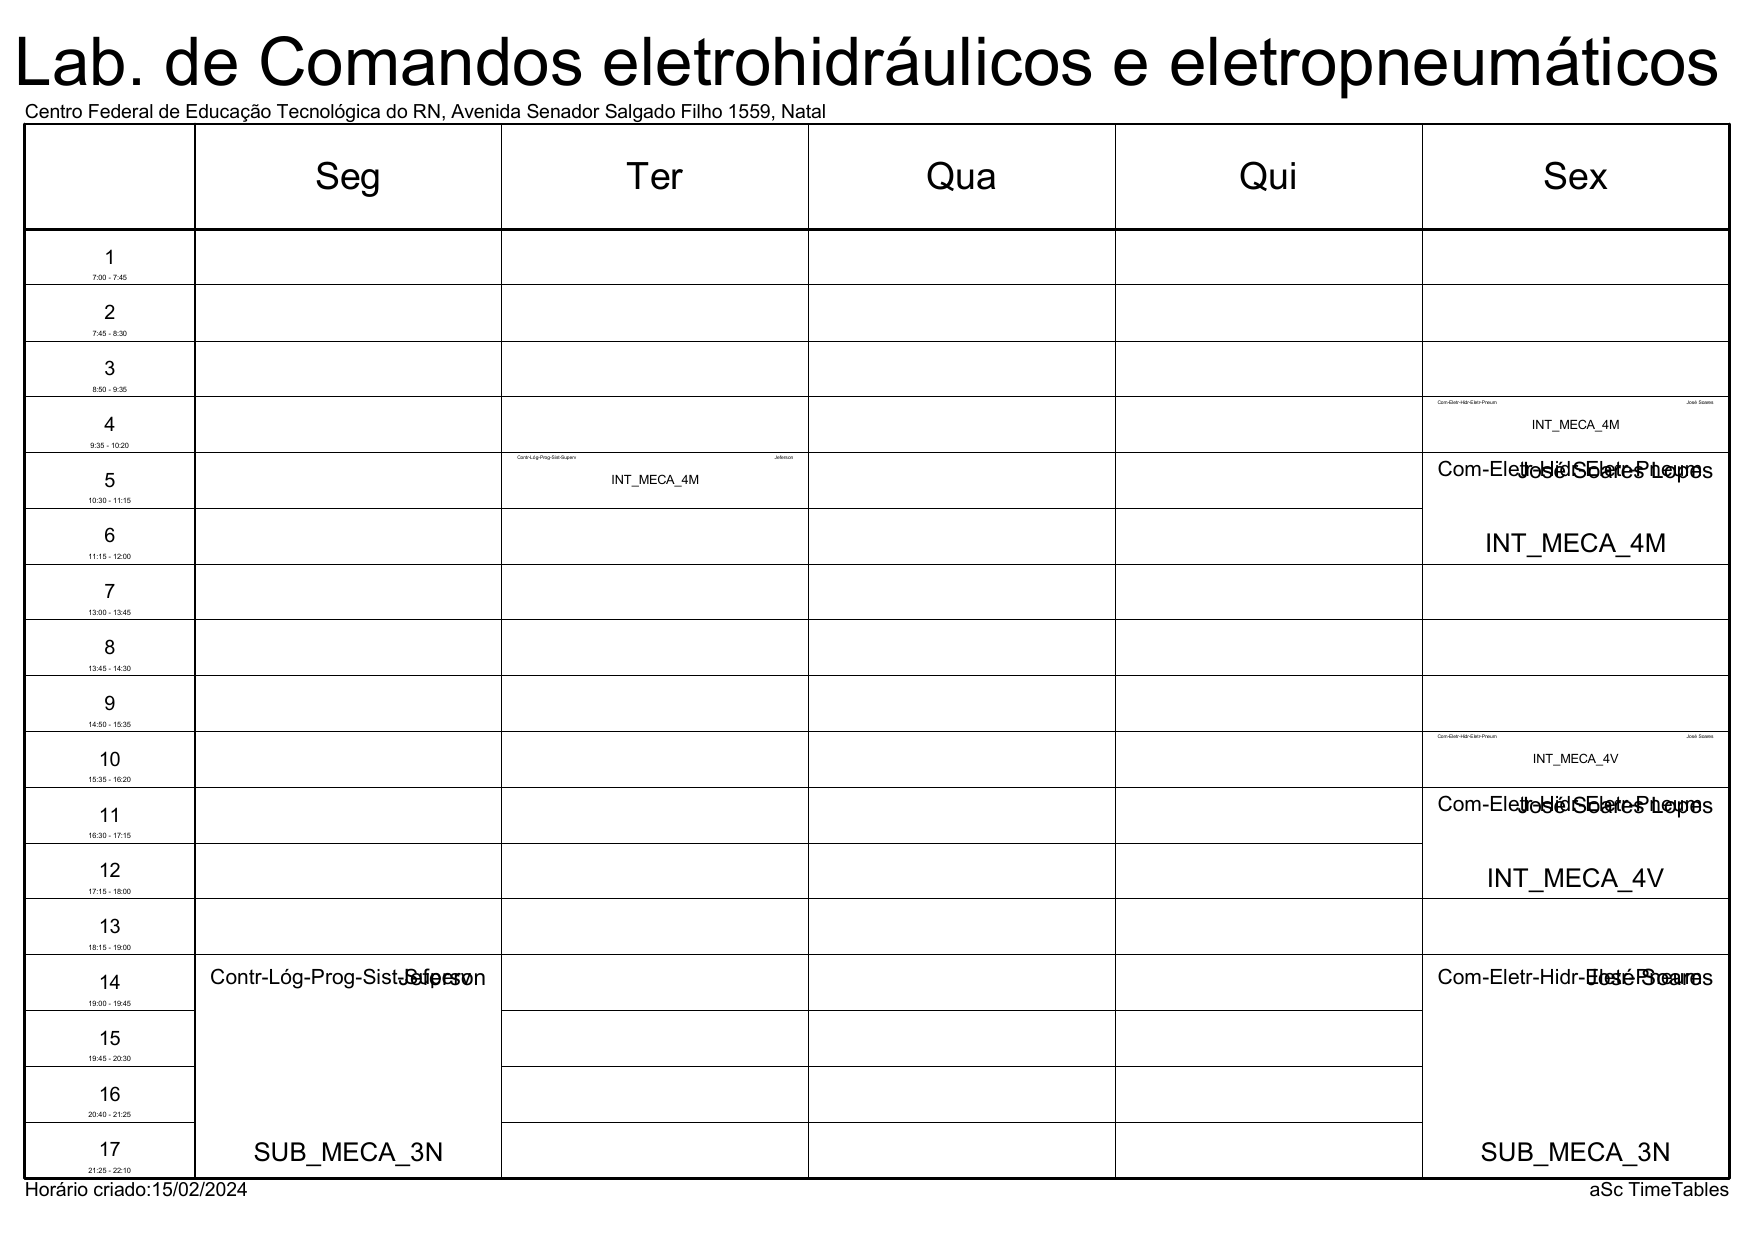 Lab. de Comandos eletrohidráulicos e eletropneumáticos
Centro Federal de Educação Tecnológica do RN, Avenida Senador Salgado Filho 1559, Natal
Seg Ter Qua Qui Sex
1
7:00 - 7:45
2
7:45 - 8:30
3
8:50 - 9:35
4
9:35 - 10:20
Com-Eletr-Hidr-Eletr-Pneum José Soares
INT_MECA_4M
5
10:30 - 11:15
Contr-Lóg-Prog-Sist-Superv Jeferson
INT_MECA_4M
Com-Eletr-Hidr-Eletr-Pneum José Soares Lopes
6
11:15 - 12:00
INT_MECA_4M
7
13:00 - 13:45
8
13:45 - 14:30
9
14:50 - 15:35
10
15:35 - 16:20
Com-Eletr-Hidr-Eletr-Pneum José Soares
INT_MECA_4V
11
16:30 - 17:15
Com-Eletr-Hidr-Eletr-Pneum José Soares Lopes
12
17:15 - 18:00
INT_MECA_4V
13
18:15 - 19:00
14
19:00 - 19:45
Contr-Lóg-Prog-Sist-Superv Jeferson
Com-Eletr-Hidr-Eletr-Pneum José Soares
15
19:45 - 20:30
16
20:40 - 21:25
17
21:25 - 22:10
SUB_MECA_3N
SUB_MECA_3N
Horário criado:15/02/2024
aSc TimeTables